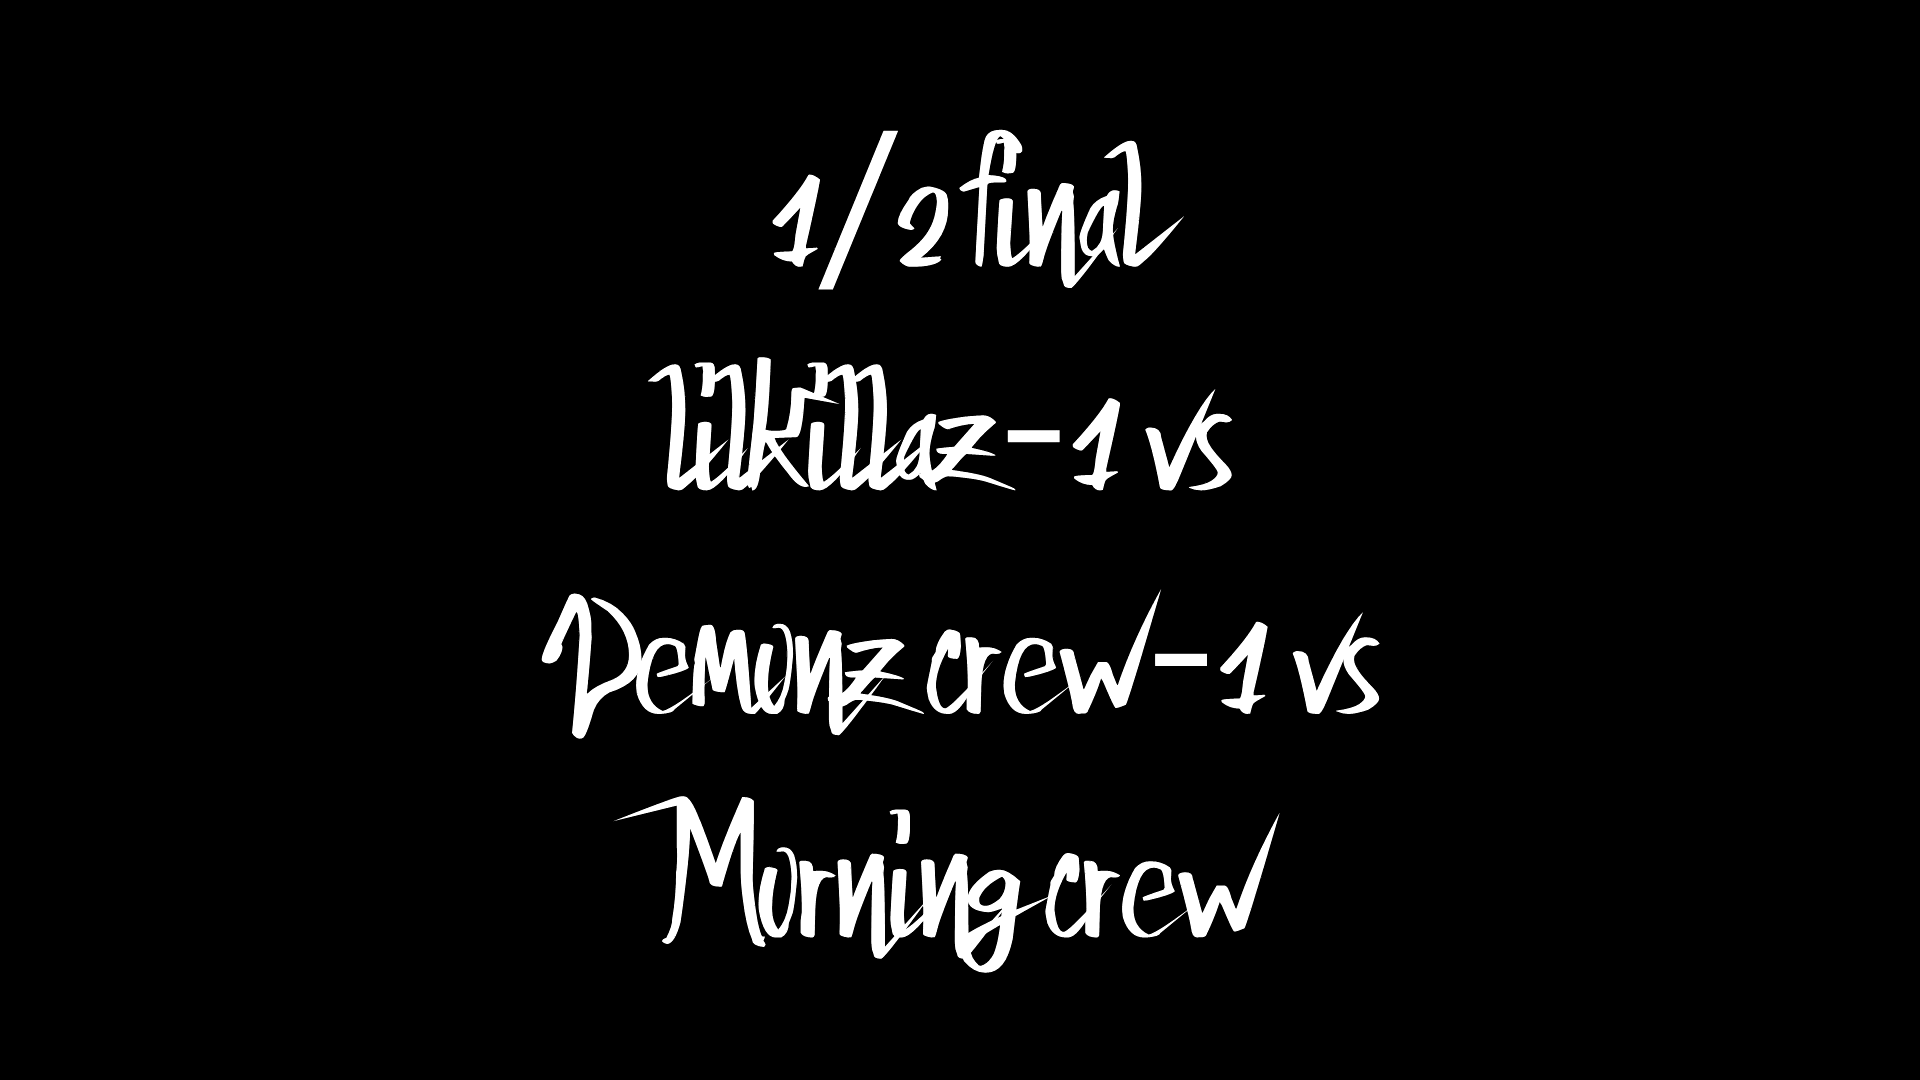 1/2 final
lilkillaz-1 vs
Demonz crew-1 vs
Morning crew